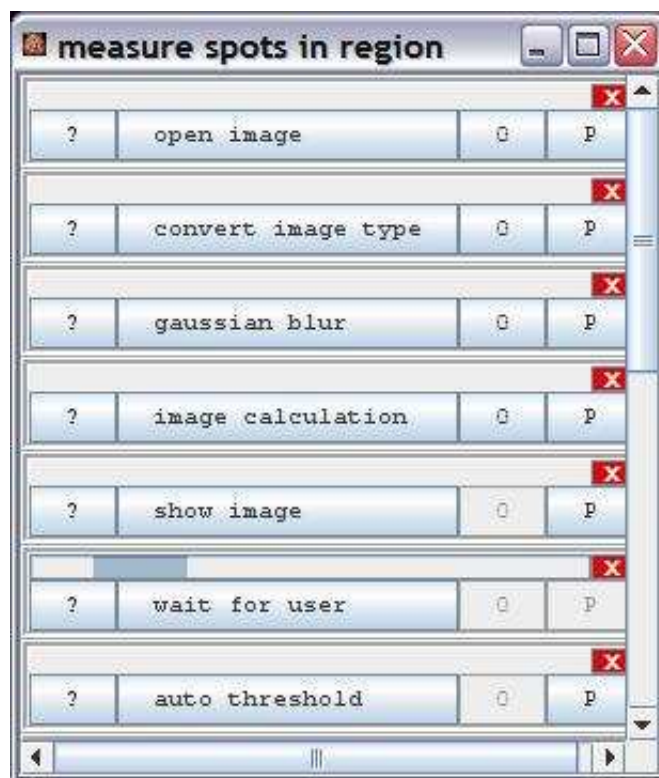 measure spots in region
X
? open image O P
X
? convert image type O P
X
? gaussian blur O P
X
? image calculation O P
X
? show image O P
X
? wait for user O P
X
? auto threshold O P